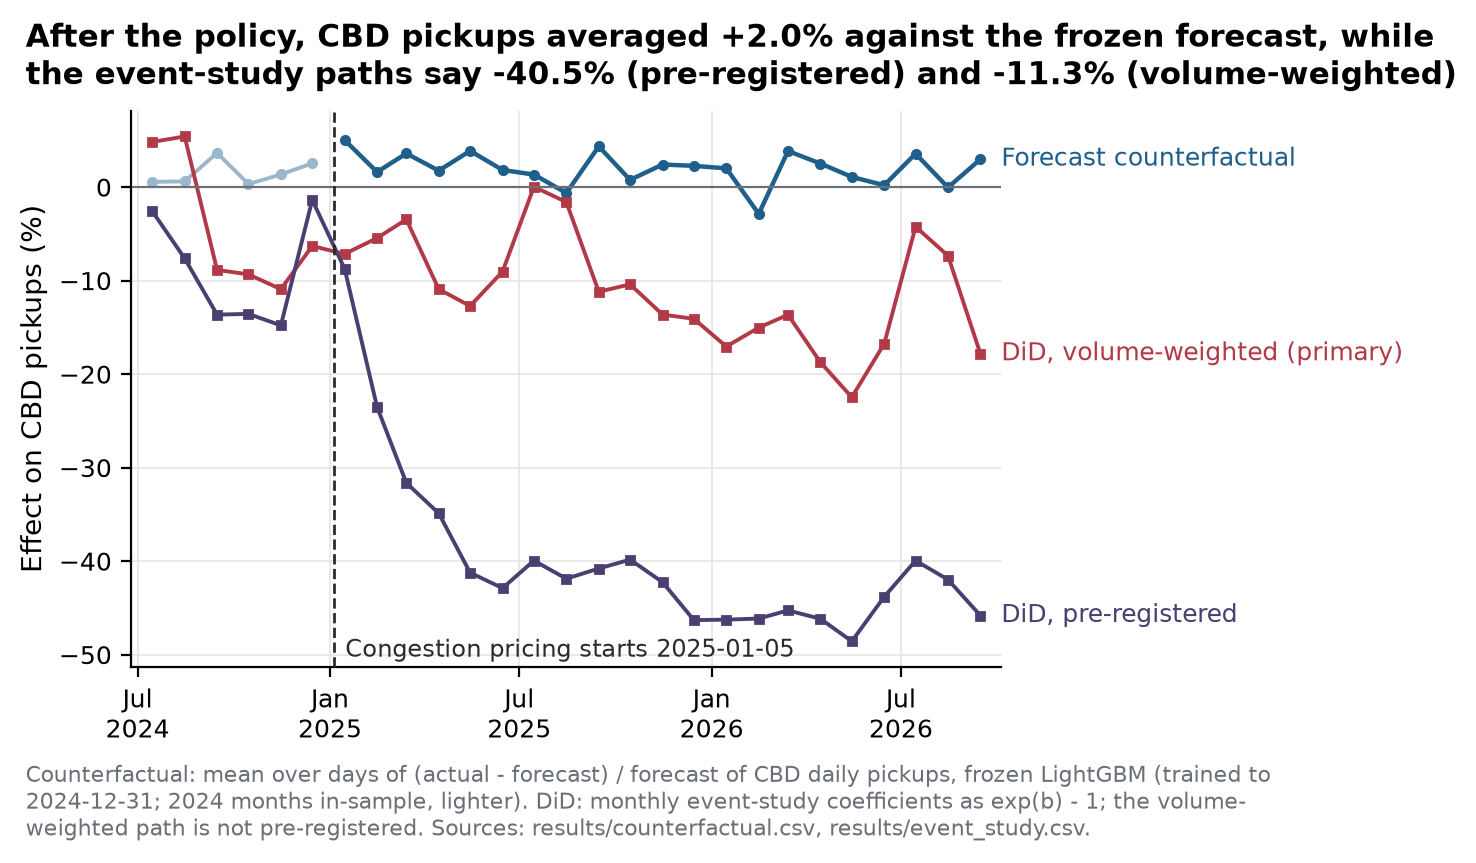 After the policy, CBD pickups averaged +2.0% against the frozen forecast, while
the event-study paths say -40.5% (pre-registered) and -11.3% (volume-weighted)
Effect on CBD pickups (%)
0
−10
−20
−30
−40
−50
Forecast counterfactual
DiD, volume-weighted (primary)
DiD, pre-registered
Congestion pricing starts 2025-01-05
Jul
2024
Jan
2025
Jul
2025
Jan
2026
Jul
2026
Counterfactual: mean over days of (actual - forecast) / forecast of CBD daily pickups, frozen LightGBM (trained to
2024-12-31; 2024 months in-sample, lighter). DiD: monthly event-study coefficients as exp(b) - 1; the volume-
weighted path is not pre-registered. Sources: results/counterfactual.csv, results/event_study.csv.